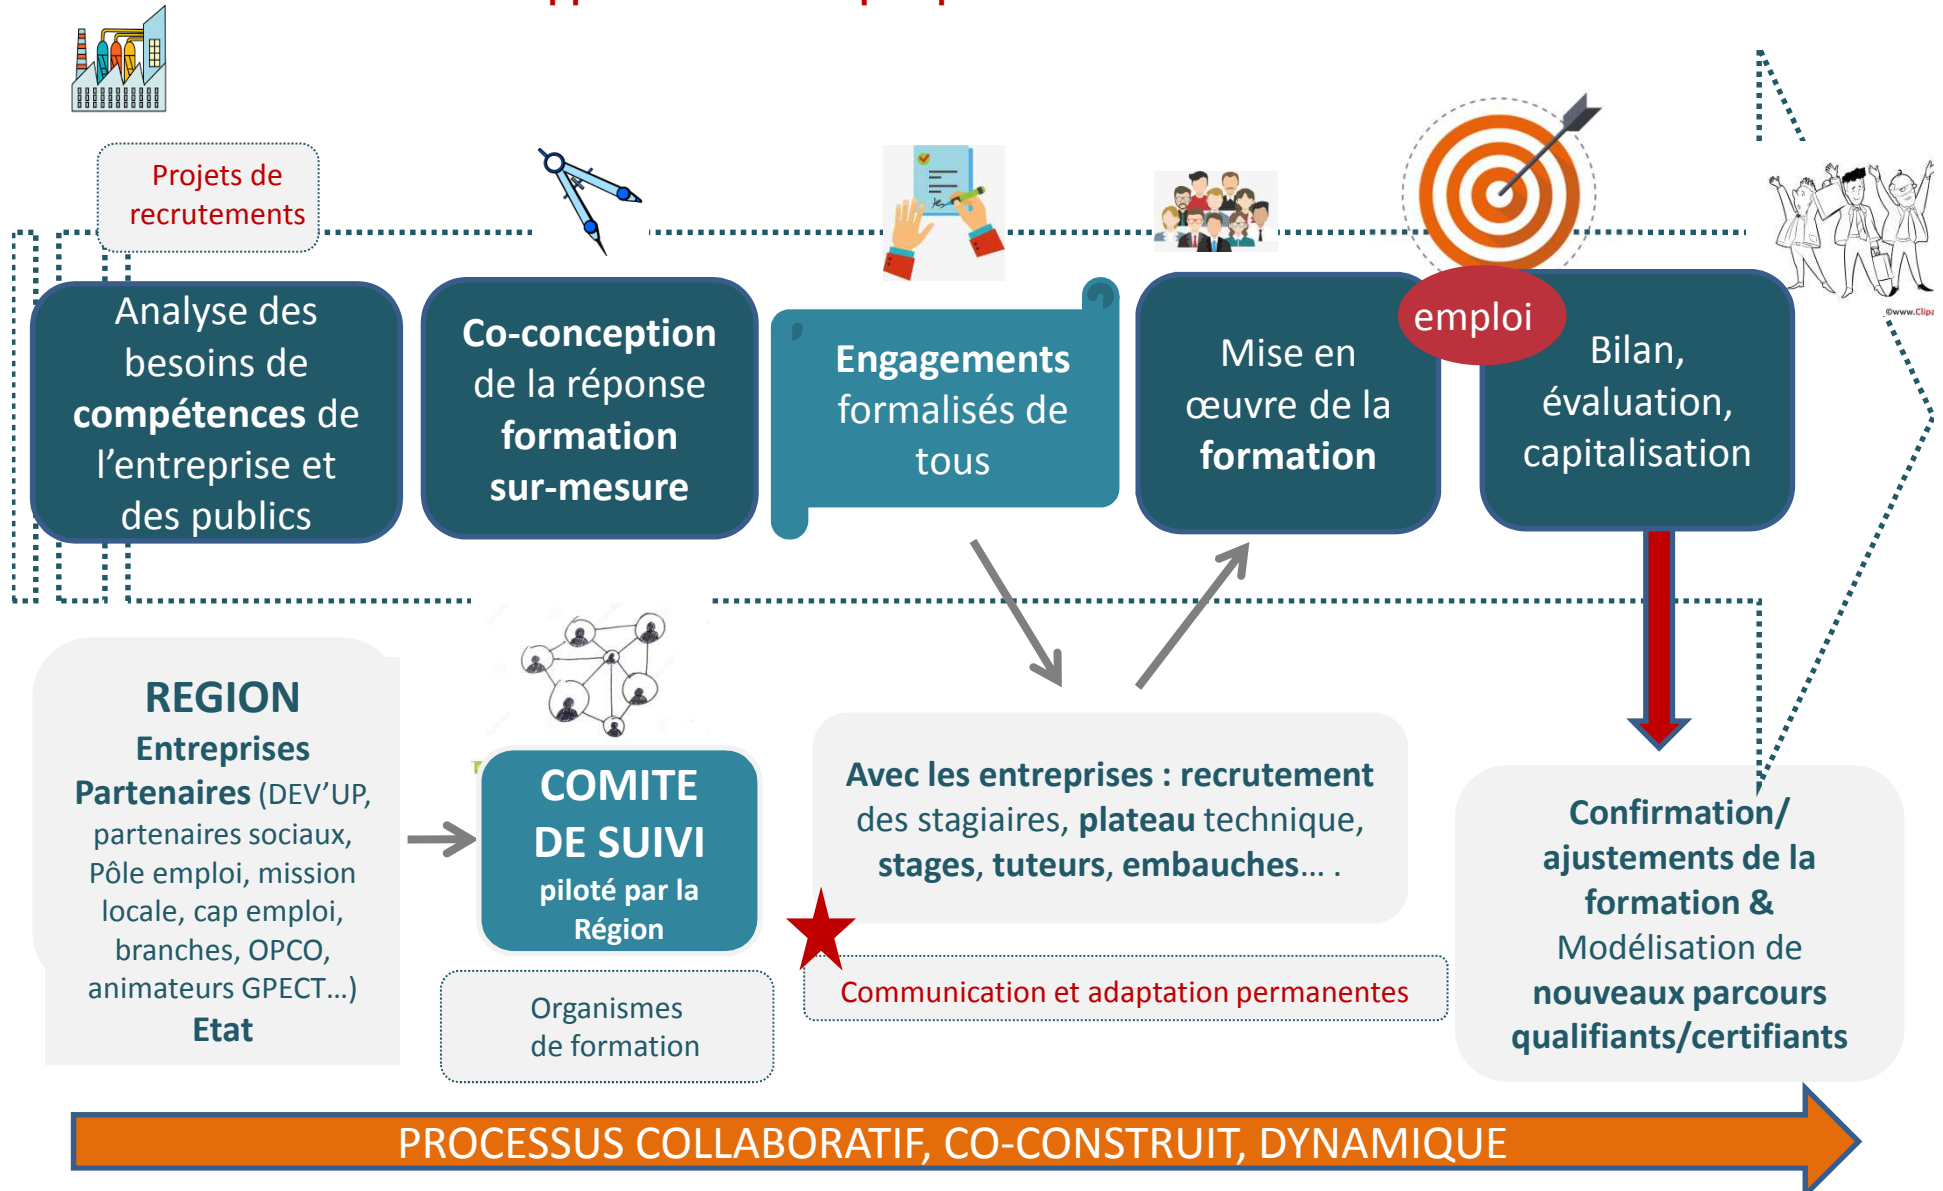 Projets de
recrutements
Analyse des
besoins de
compétences de
l'entreprise et
des publics
Co-conception
de la réponse
formation
sur-mesure
Engagements
formalisés de
tous
Mise en
œuvre de la
formation
emploi
Bilan,
évaluation,
capitalisation
©www.Clipa
REGION
Entreprises
Partenaires (DEV'UP,
partenaires sociaux,
Pôle emploi, mission
locale, cap emploi,
branches, OPCO,
animateurs GPECT…)
Etat
COMITE
DE SUIVI
piloté par la
Région
Organismes
de formation
Avec les entreprises : recrutement
des stagiaires, plateau technique,
stages, tuteurs, embauches… .
Communication et adaptation permanentes
Confirmation/
ajustements de la
formation &
Modélisation de
nouveaux parcours
qualifiants/certifiants
PROCESSUS COLLABORATIF, CO-CONSTRUIT, DYNAMIQUE